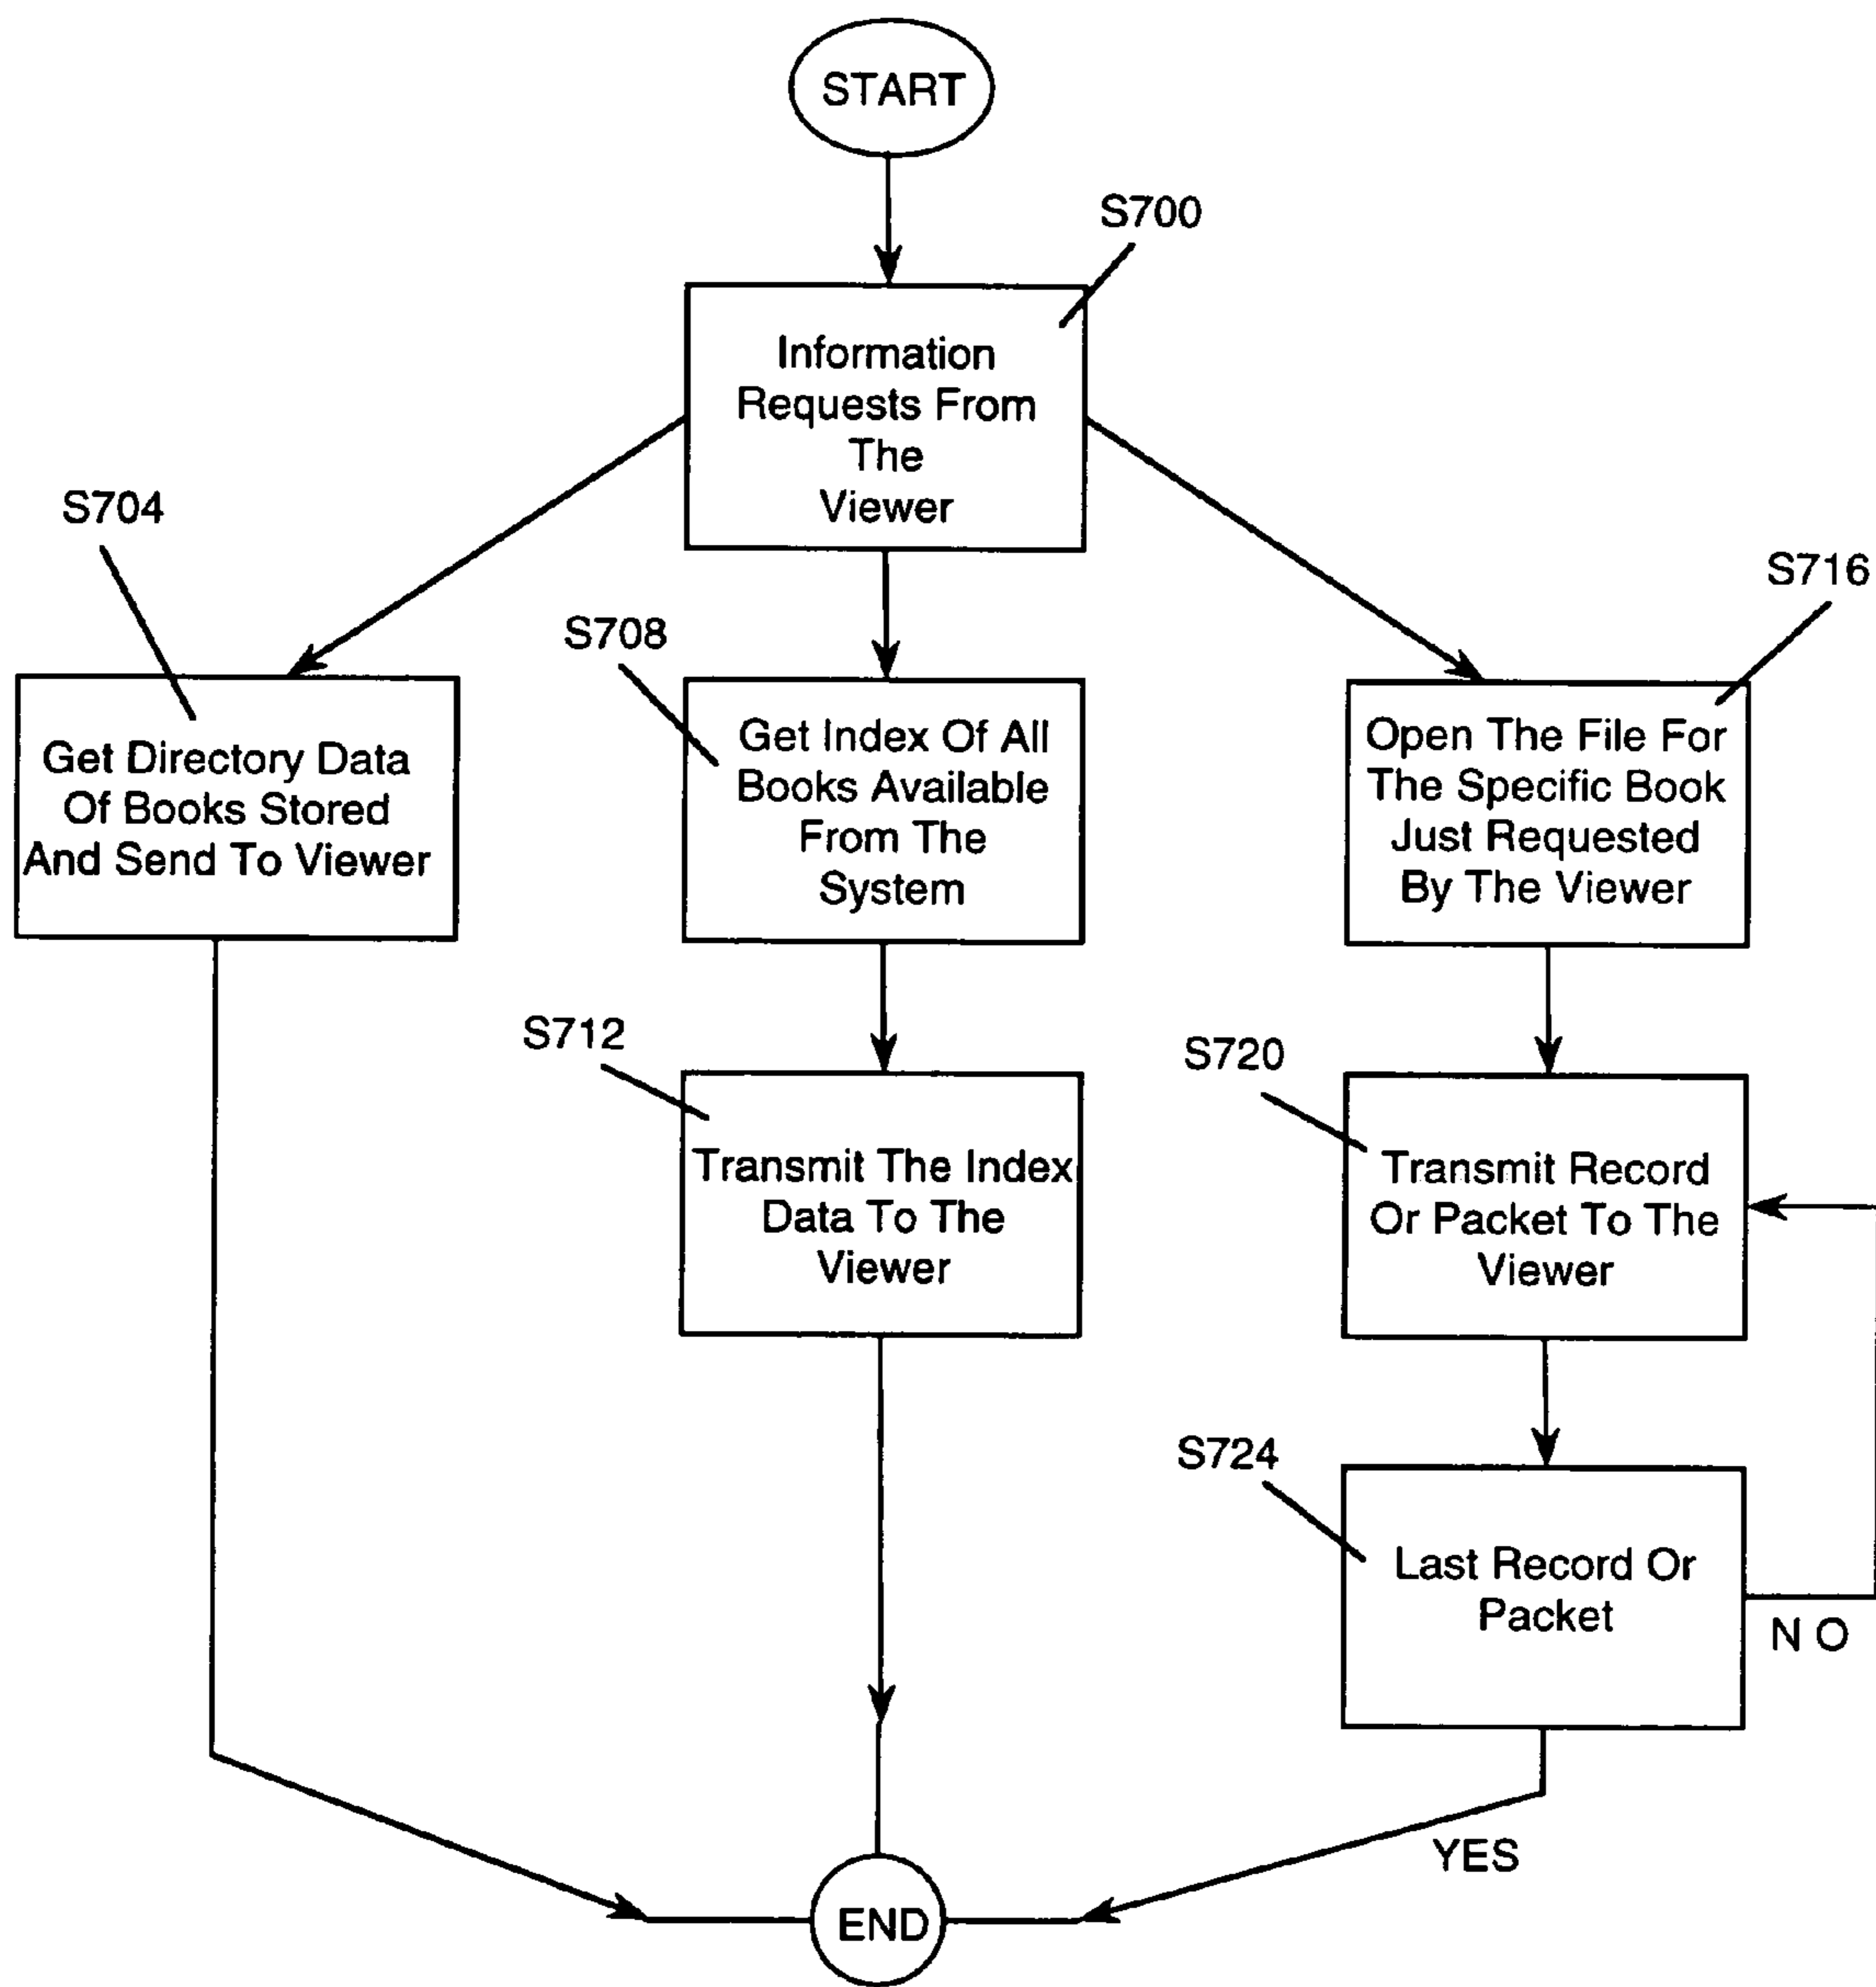 START
S700
Information
Requests From
The
Viewer
S704
Get Directory Data
Of Books Stored
And Send To Viewer
S708
Get Index Of All
Books Available
From The
System
S716
Open The File For
The Specific Book
Just Requested
By The Viewer
S712
Transmit The Index
Data To The
Viewer
S720
Transmit Record
Or Packet To The
Viewer
S724
Last Record Or
Packet
N O
YES
END